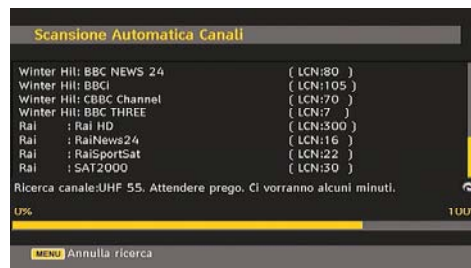 Scansione Automatica Canali
Winter Hil: BBC NEWS 24 ( LCN:80 )
Winter Hil: BBCi ( LCN:105 )
Winter Hil: CBBC Channel ( LCN:70 )
Winter Hil: BBC THREE ( LCN:7 )
Rai : Rai HD ( LCN:300 )
Rai : RaiNews24 ( LCN:16 )
Rai : RaiSportSat ( LCN:22 )
Rai : SAT2000 ( LCN:30 )
Ricerca canale:UHF 55. Attendere prego. Ci vorranno alcuni minuti.
0% 100%
MENU Annulla ricerca